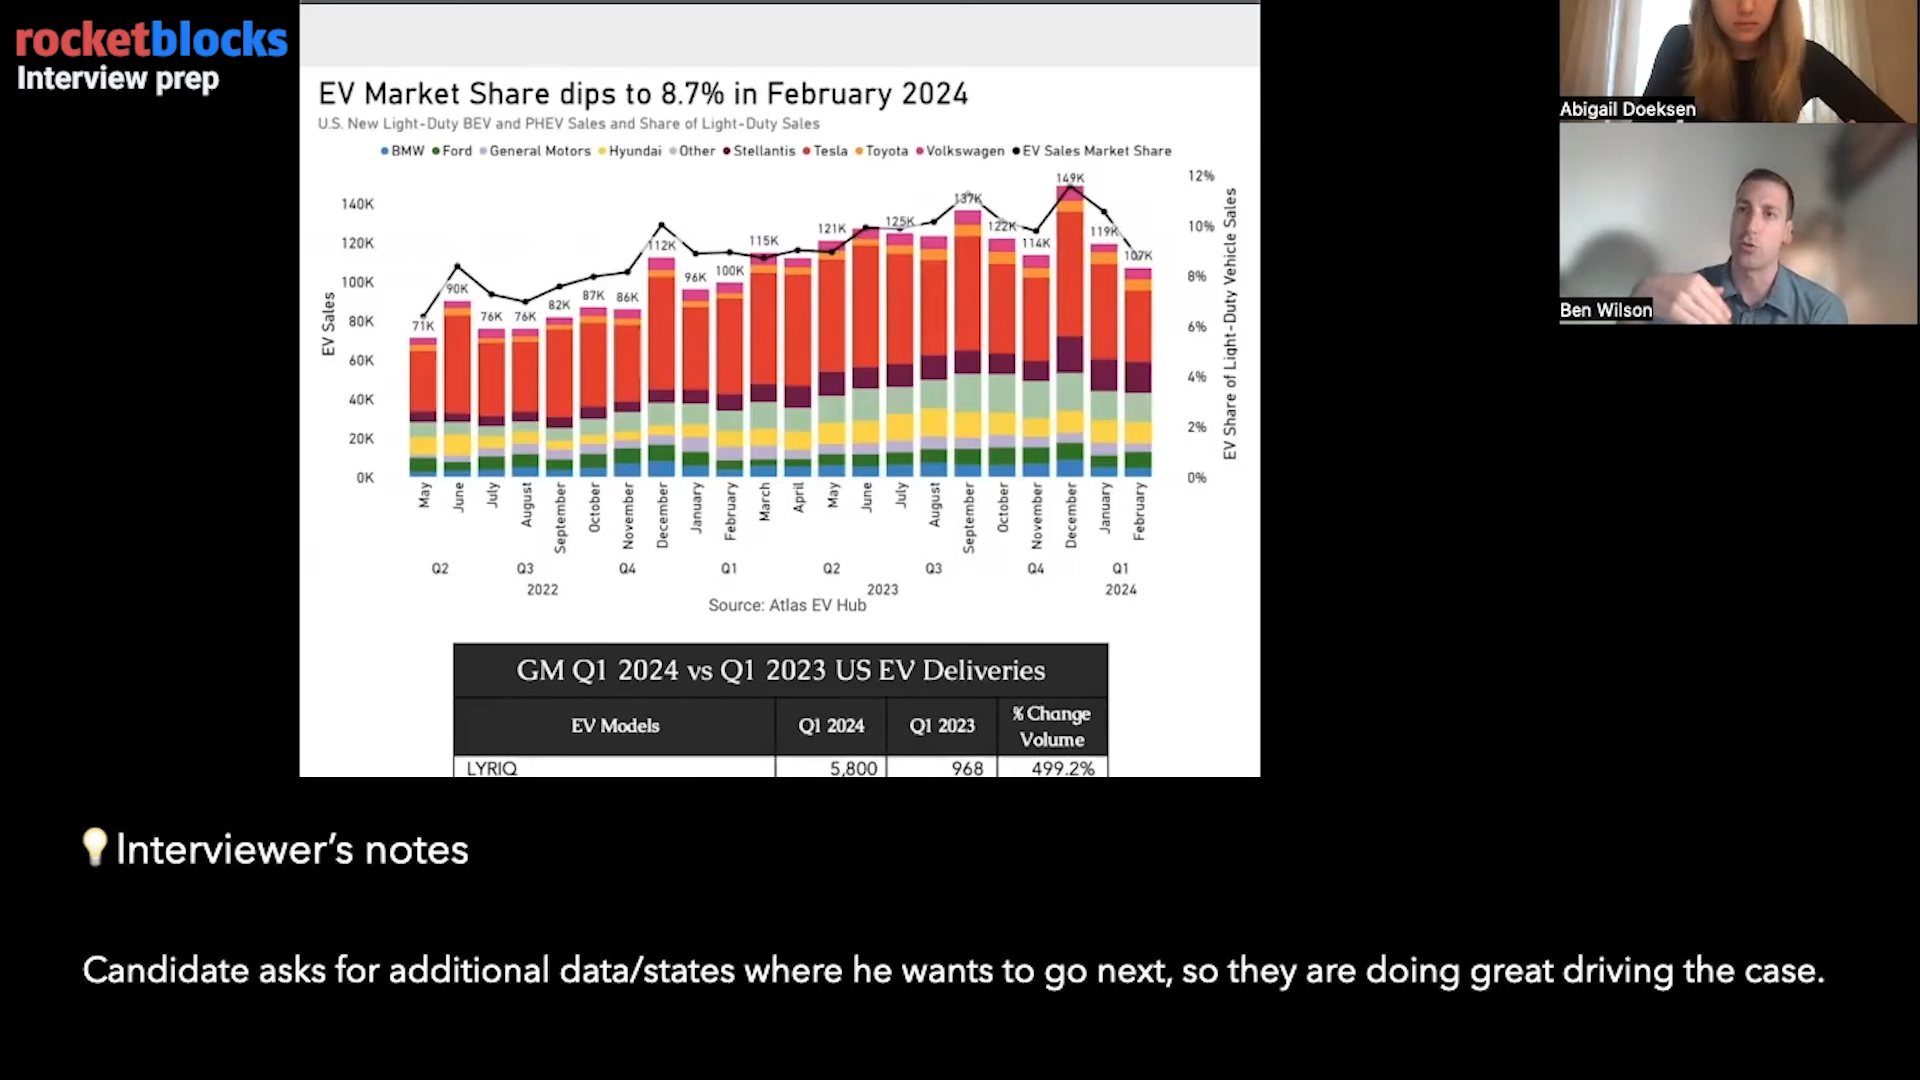 rocketblocks
Interview prep
EV Market Share dips to 8.7% in February 2024
U.S. New Light-Duty BEV and PHEV Sales and Share of Light-Duty Sales
BMW Ford General Motors Hyundai Other Stellantis Tesla Toyota Volkswagen EV Sales Market Share
EV Sales
140K
120K
100K
80K
60K
40K
20K
0K
71K
90K
76K
76K
82K
87K
86K
112K
96K
100K
115K
121K
125K
137K
122K
114K
149K
119K
107K
12%
10%
8%
6%
4%
2%
0%
EV Share of Light-Duty Vehicle Sales
May June July August September October November December January February March April May June July August September October November December January February
Q2 Q3 Q4 Q1 Q2 Q3 Q4 Q1
2022 2023 2024
Source: Atlas EV Hub
GM Q1 2024 vs Q1 2023 US EV Deliveries
EV Models Q1 2024 Q1 2023 % Change Volume
LYRIQ 5,800 968 499.2%
Abigail Doeksen
Ben Wilson
💡Interviewer’s notes
Candidate asks for additional data/states where he wants to go next, so they are doing great driving the case.